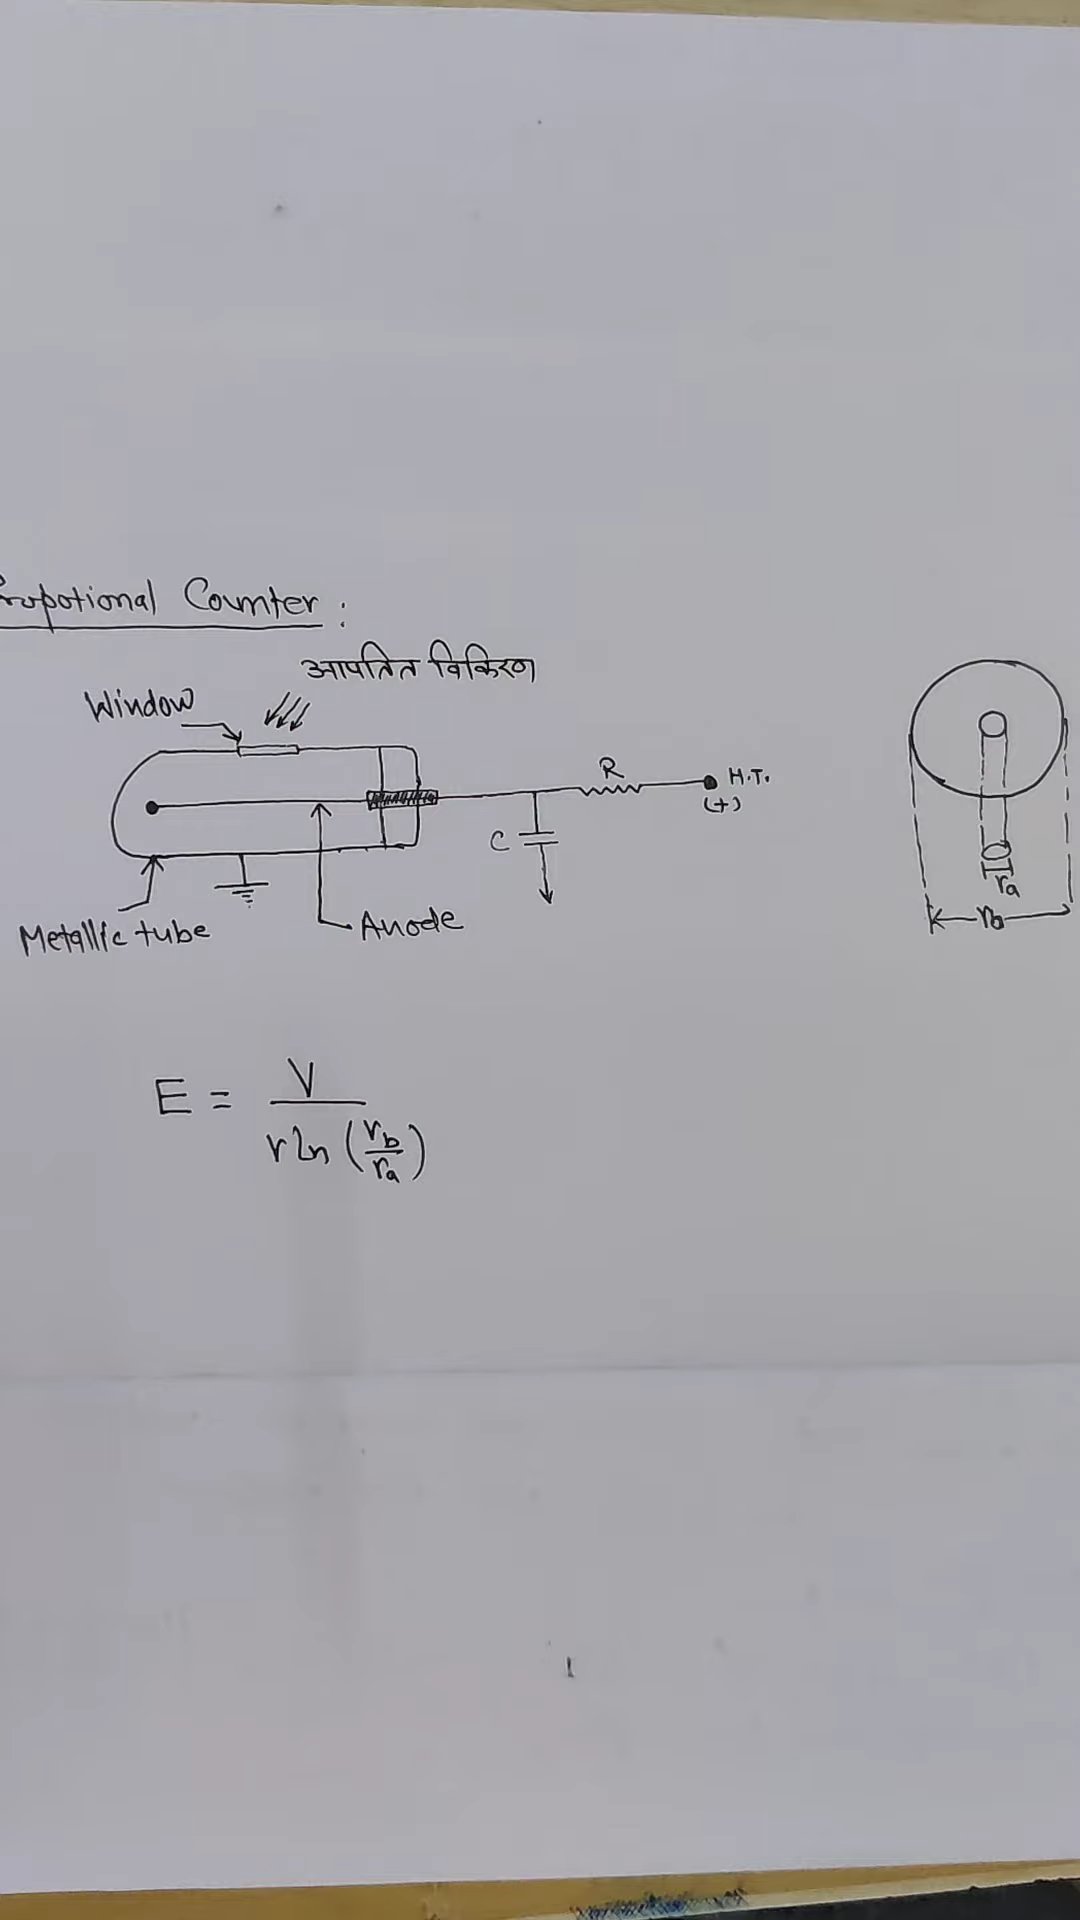 Propotional Counter :
आपतित विकिरण
Window
R
H.T.
(+)
C
Metallic tube
Anode
ra
rb
E = V / r ln (rb/ra)